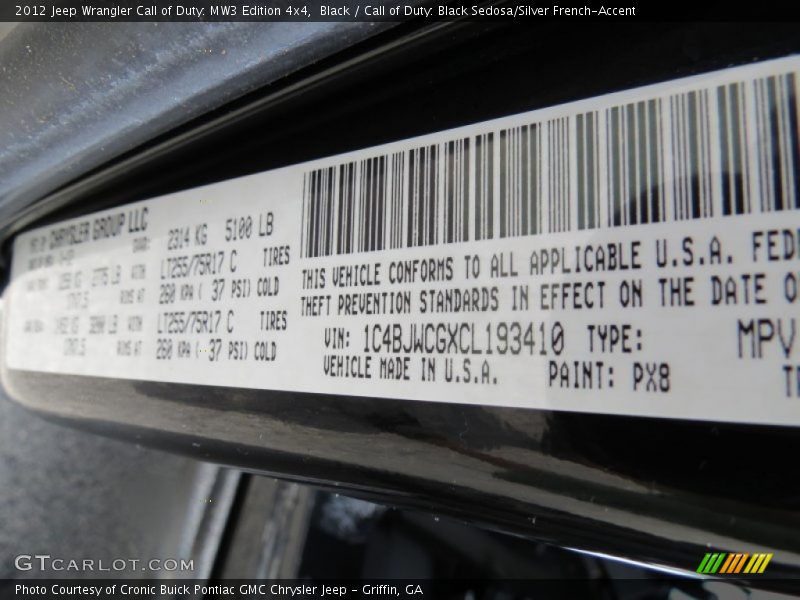 2012 Jeep Wrangler Call of Duty: MW3 Edition 4x4, Black / Call of Duty: Black Sedosa/Silver French-Accent
CHRYSLER GROUP LLC
2314 KG 5100 LB
LT255/75R17 C TIRES
260 KPA ( 37 PSI) COLD
LT255/75R17 C TIRES
260 KPA ( 37 PSI) COLD
THIS VEHICLE CONFORMS TO ALL APPLICABLE U.S.A. FEDE
THEFT PREVENTION STANDARDS IN EFFECT ON THE DATE O
VIN: 1C4BJWCGXCL193410 TYPE: MPV
VEHICLE MADE IN U.S.A. PAINT: PX8
GTCARLOT.COM
Photo Courtesy of Cronic Buick Pontiac GMC Chrysler Jeep - Griffin, GA